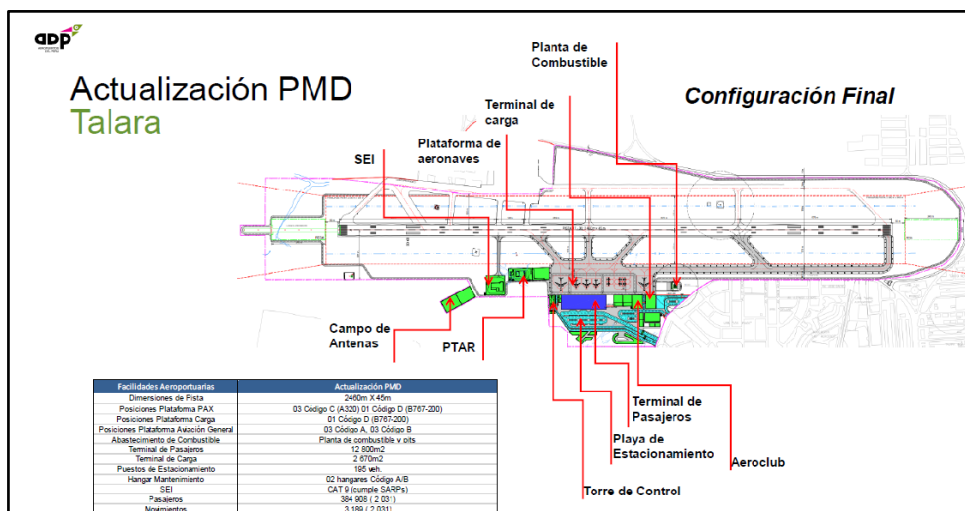 adp
Actualización PMD
Talara
Configuración Final
Planta de
Combustible
Terminal de
carga
Plataforma de
aeronaves
SEI
Campo de
Antenas
PTAR
Terminal de
Pasajeros
Playa de
Estacionamiento
Aeroclub
Torre de Control
Facilidades Aeroportuarias Actualización PMD
Dimensiones de Pista 2460m X 45m
Posiciones Plataforma PAX 03 Código C (A320) 01 Código D (B767-200)
Posiciones Plataforma Carga 01 Código D (B767-200)
Posiciones Plataforma Aviación General 03 Código A, 03 Código B
Abastecimiento de Combustible Planta de combustible y pits
Terminal de Pasajeros 12 800m2
Terminal de Carga 2 670m2
Puestos de Estacionamiento 195 veh.
Hangar Mantenimiento 02 hangares Código A/B
SEI CAT 9 (cumple SARPs)
Pasajeros 384 908 ( 2 031)
Movimientos 3 189 ( 2 031)